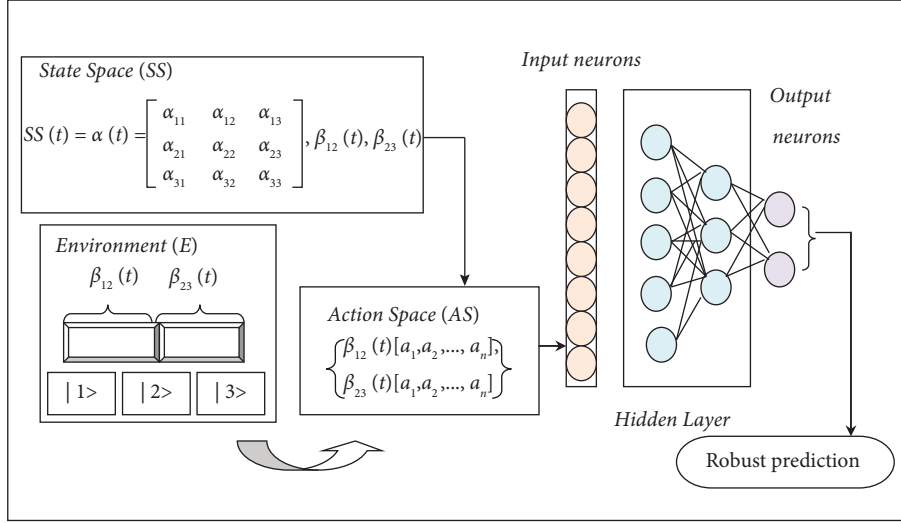 State Space (SS)
SS (t) = α (t) = [α₁₁ α₁₂ α₁₃
α₂₁ α₂₂ α₂₃
α₃₁ α₃₂ α₃₃], β₁₂ (t), β₂₃ (t)
Environment (E)
β₁₂ (t) β₂₃ (t)
| 1> | 2> | 3>
Action Space (AS)
{β₁₂ (t)[a₁,a₂,..., aₙ],
β₂₃ (t)[a₁,a₂,..., aₙ]}
Input neurons
Output
neurons
Hidden Layer
Robust prediction